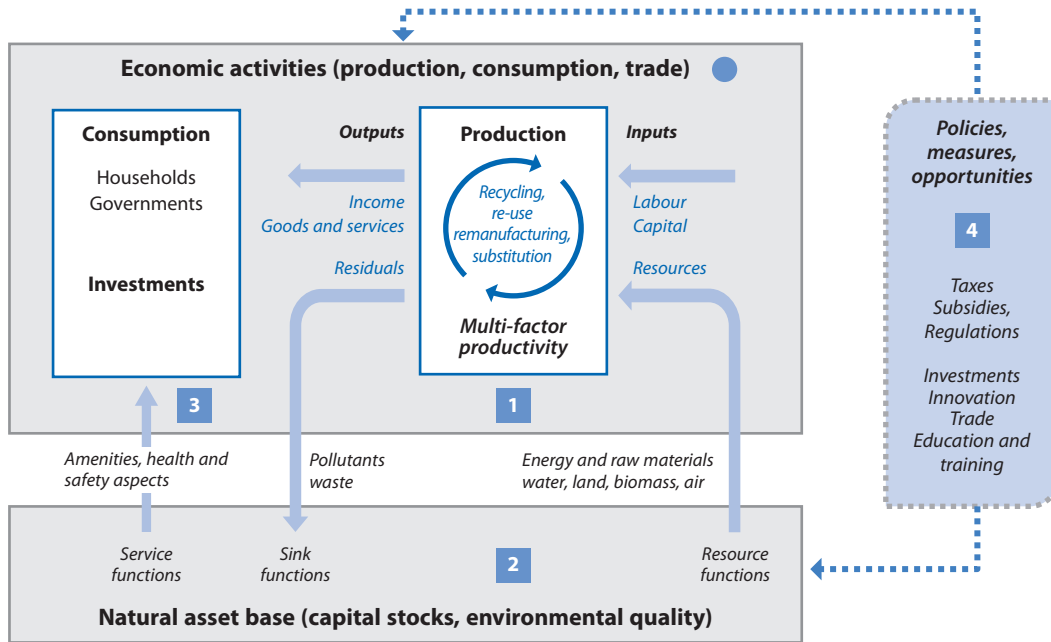 Economic activities (production, consumption, trade)
Consumption
Households
Governments
Investments
3
Outputs
Income
Goods and services
Residuals
Production
Recycling,
re-use
remanufacturing,
substitution
Multi-factor
productivity
1
Inputs
Labour
Capital
Resources
Policies,
measures,
opportunities
4
Taxes
Subsidies,
Regulations
Investments
Innovation
Trade
Education and
training
Amenities, health and
safety aspects
Pollutants
waste
Energy and raw materials
water, land, biomass, air
Service
functions
Sink
functions
2
Resource
functions
Natural asset base (capital stocks, environmental quality)